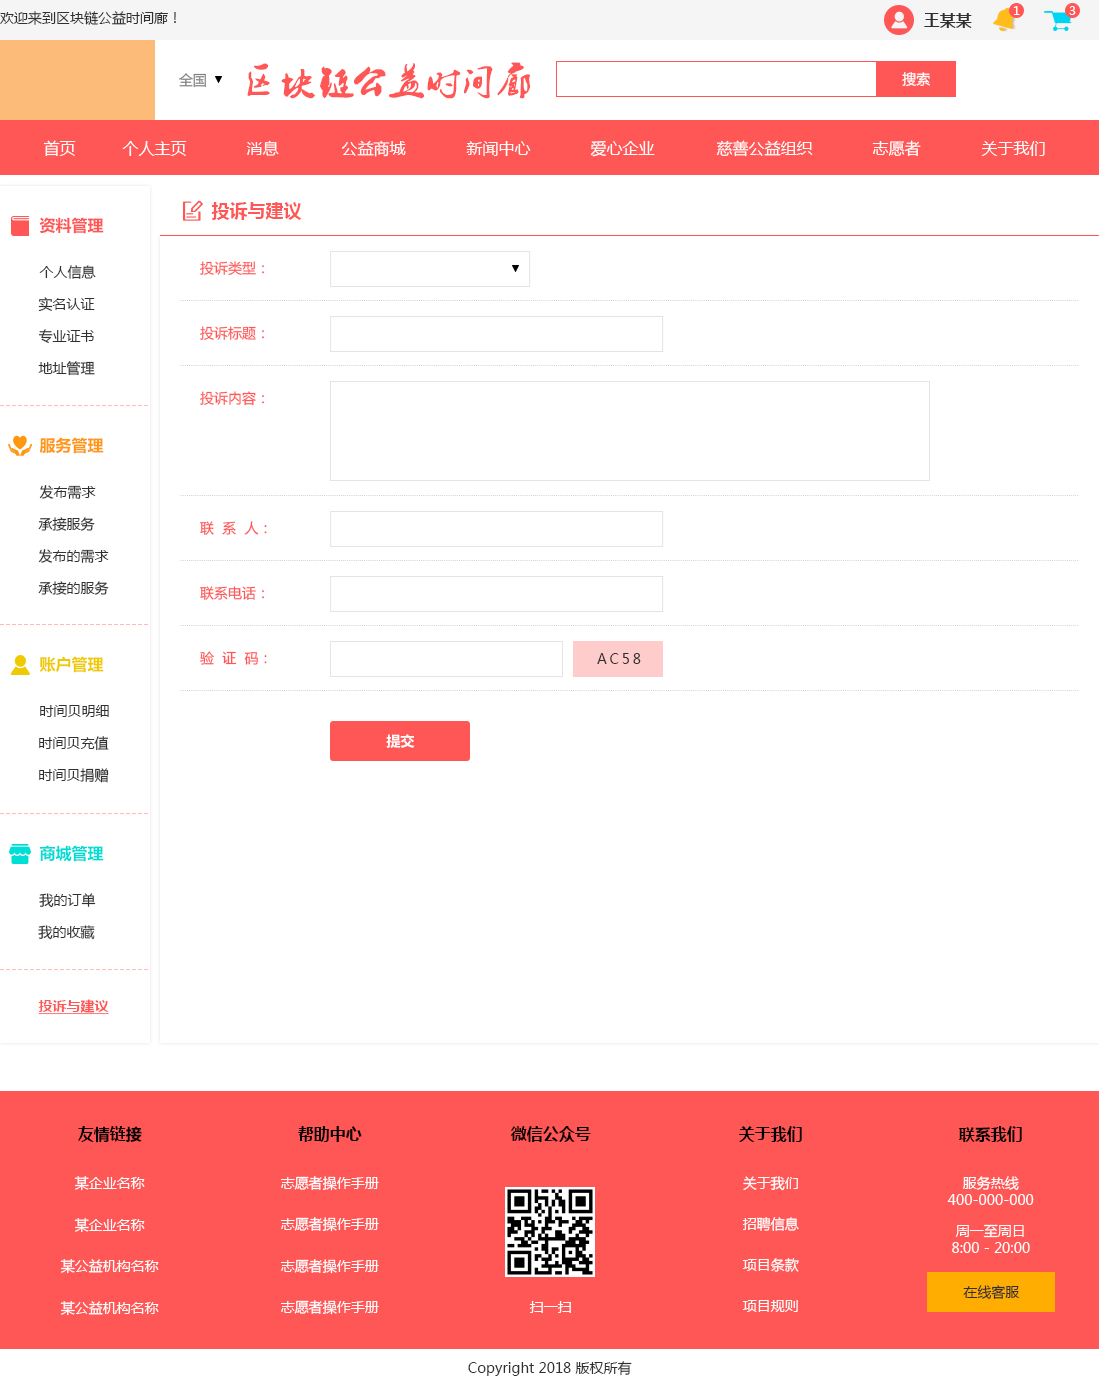 欢迎来到区块链公益时间廊！
王某某
1
3
全国 ▼
区块链公益时间廊
搜索
首页 个人主页 消息 公益商城 新闻中心 爱心企业 慈善公益组织 志愿者 关于我们
资料管理
个人信息
实名认证
专业证书
地址管理
服务管理
发布需求
承接服务
发布的需求
承接的服务
账户管理
时间贝明细
时间贝充值
时间贝捐赠
商城管理
我的订单
我的收藏
投诉与建议
投诉与建议
投诉类型：
▼
投诉标题：
投诉内容：
联 系 人：
联系电话：
验 证 码：
AC58
提交
友情链接
某企业名称
某企业名称
某公益机构名称
某公益机构名称
帮助中心
志愿者操作手册
志愿者操作手册
志愿者操作手册
志愿者操作手册
微信公众号
扫一扫
关于我们
关于我们
招聘信息
项目条款
项目规则
联系我们
服务热线
400-000-000
周一至周日
8:00 - 20:00
在线客服
Copyright 2018 版权所有